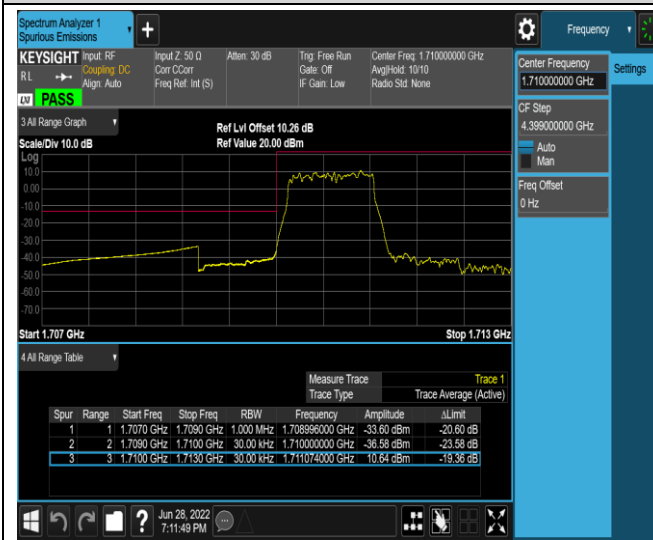 Spectrum Analyzer 1
Spurious Emissions
+
Frequency
KEYSIGHT
Input: RF
Coupling: DC
Align: Auto
Input Z: 50 Ω
Corr CCorr
Freq Ref: Int (S)
Atten: 30 dB
Trig: Free Run
Gate: Off
IF Gain: Low
Center Freq: 1.710000000 GHz
Avg|Hold: 10/10
Radio Std: None
R L
LXI
PASS
Center Frequency
1.710000000 GHz
Settings
CF Step
4.399000000 GHz
Auto
Man
Freq Offset
0 Hz
3 All Range Graph
Ref Lvl Offset 10.26 dB
Scale/Div 10.0 dB
Ref Value 20.00 dBm
Log
10.0
0.00
-10.0
-20.0
-30.0
-40.0
-50.0
-60.0
-70.0
Start 1.707 GHz
Stop 1.713 GHz
4 All Range Table
Measure Trace Trace 1
Trace Type Trace Average (Active)
Spur Range Start Freq Stop Freq RBW Frequency Amplitude ΔLimit
1 1 1.7070 GHz 1.7090 GHz 1.000 MHz 1.708996000 GHz -33.60 dBm -20.60 dB
2 2 1.7090 GHz 1.7100 GHz 30.00 kHz 1.710000000 GHz -36.58 dBm -23.58 dB
3 3 1.7100 GHz 1.7130 GHz 30.00 kHz 1.711074000 GHz 10.64 dBm -19.36 dB
?
Jun 28, 2022
7:11:49 PM